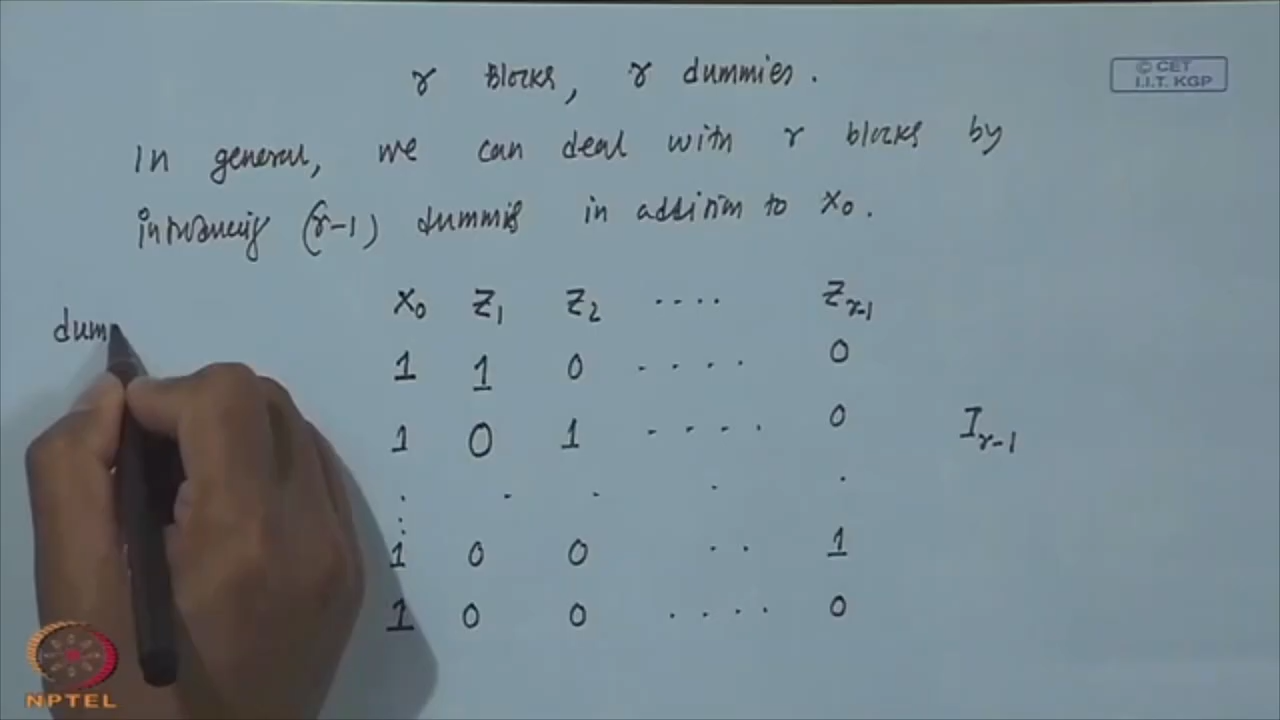 r Blocks, r dummies.
© CET
I.I.T. KGP
In general, we can deal with r blocks by
introducing (r-1) dummies in addition to X₀.
X₀ Z₁ Z₂ .... Z_{r-1}
dum
1 1 0 .... 0
1 0 1 .... 0
I_{r-1}
: . . . .
1 0 0 .. 1
1 0 0 .... 0
NPTEL